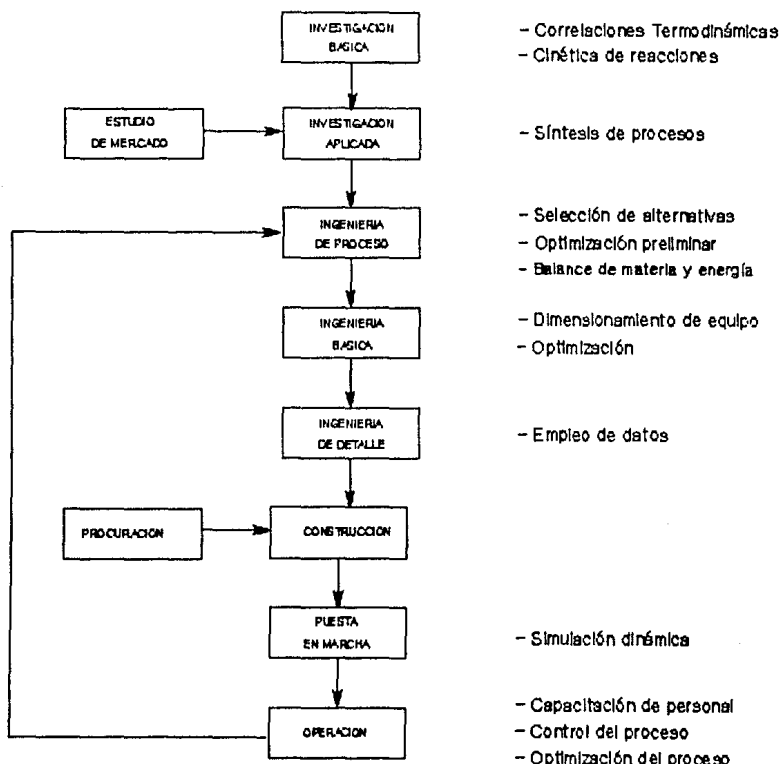 INVESTIGACION
BASICA
- Correlaciones Termodinámicas
- Cinética de reacciones
ESTUDIO
DE MERCADO
INVESTIGACION
APLICADA
- Síntesis de procesos
INGENIERIA
DE PROCESO
- Selección de alternativas
- Optimización preliminar
- Balance de materia y energía
INGENIERIA
BASICA
- Dimensionamiento de equipo
- Optimización
INGENIERIA
DE DETALLE
- Empleo de datos
PROCURACION
CONSTRUCCION
PUESTA
EN MARCHA
- Simulación dinámica
OPERACION
- Capacitación de personal
- Control del proceso
- Optimización del proceso